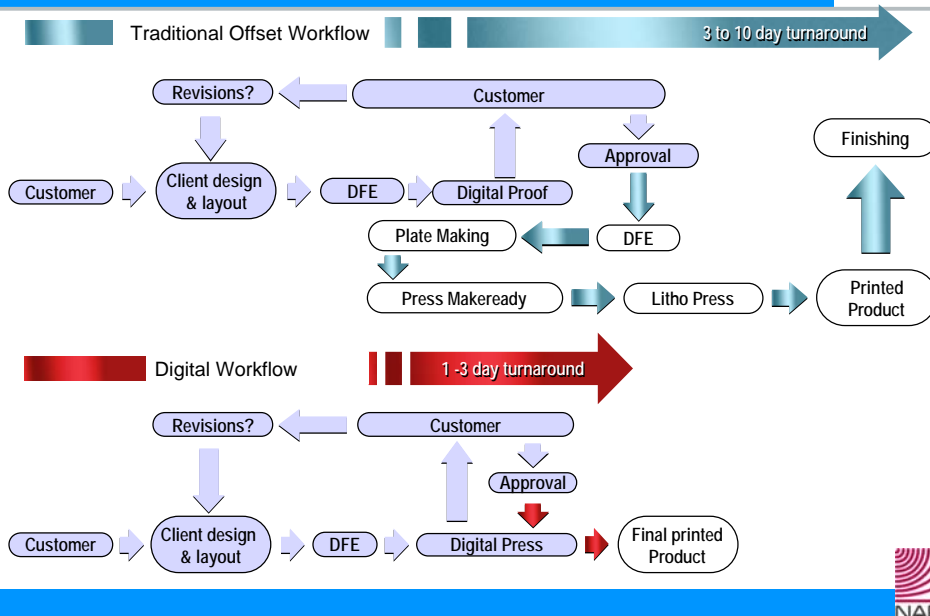 Traditional Offset Workflow
3 to 10 day turnaround
Revisions?
Customer
Finishing
Approval
Customer
Client design
& layout
DFE
Digital Proof
Plate Making
DFE
Press Makeready
Litho Press
Printed
Product
Digital Workflow
1 -3 day turnaround
Revisions?
Customer
Approval
Customer
Client design
& layout
DFE
Digital Press
Final printed
Product